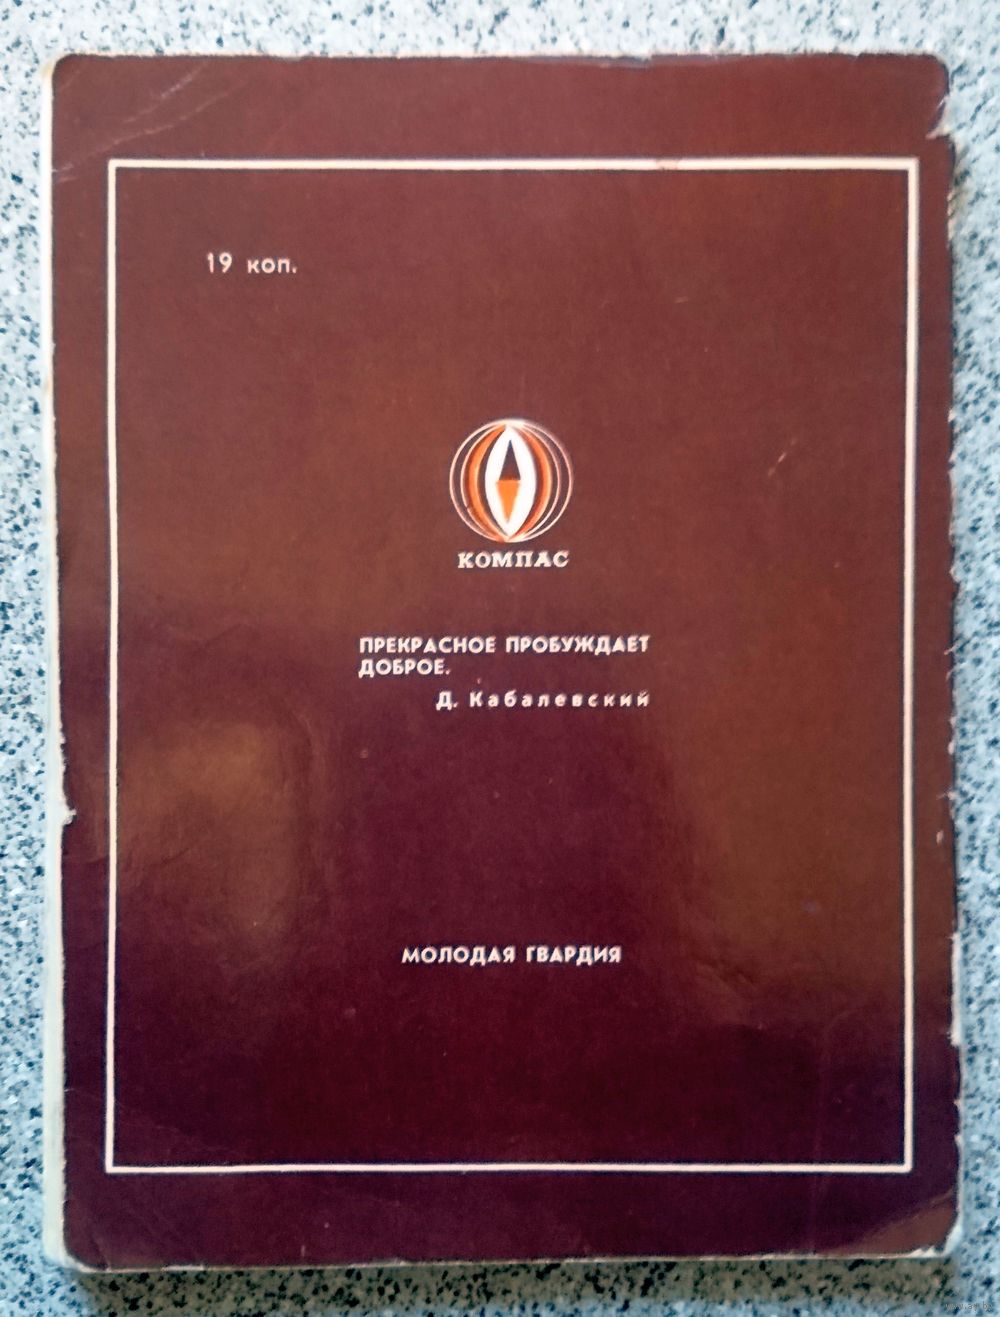 19 коп.
КОМПАС
ПРЕКРАСНОЕ ПРОБУЖДАЕТ
ДОБРОЕ.
Д. Кабалевский
МОЛОДАЯ ГВАРДИЯ